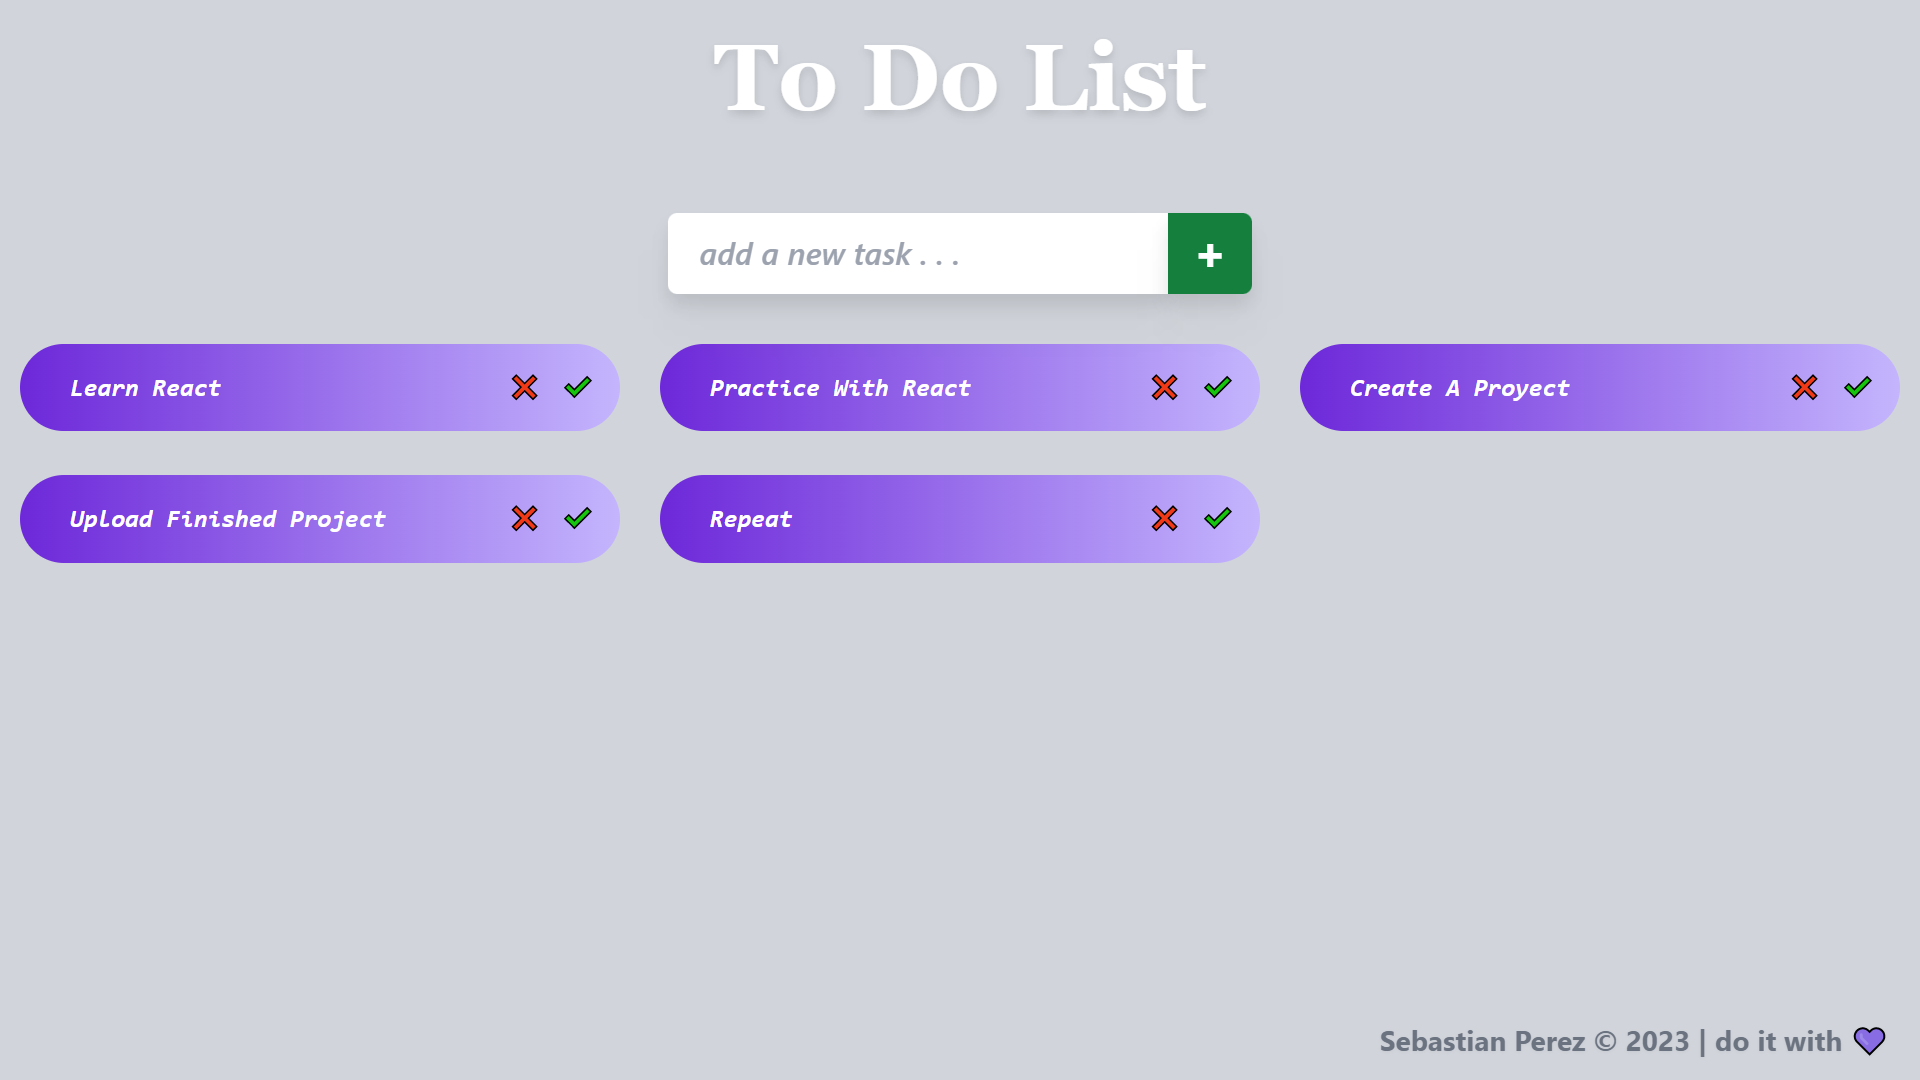 To Do List
add a new task . . .
+
Learn React
Practice With React
Create A Proyect
Upload Finished Project
Repeat
Sebastian Perez © 2023 | do it with